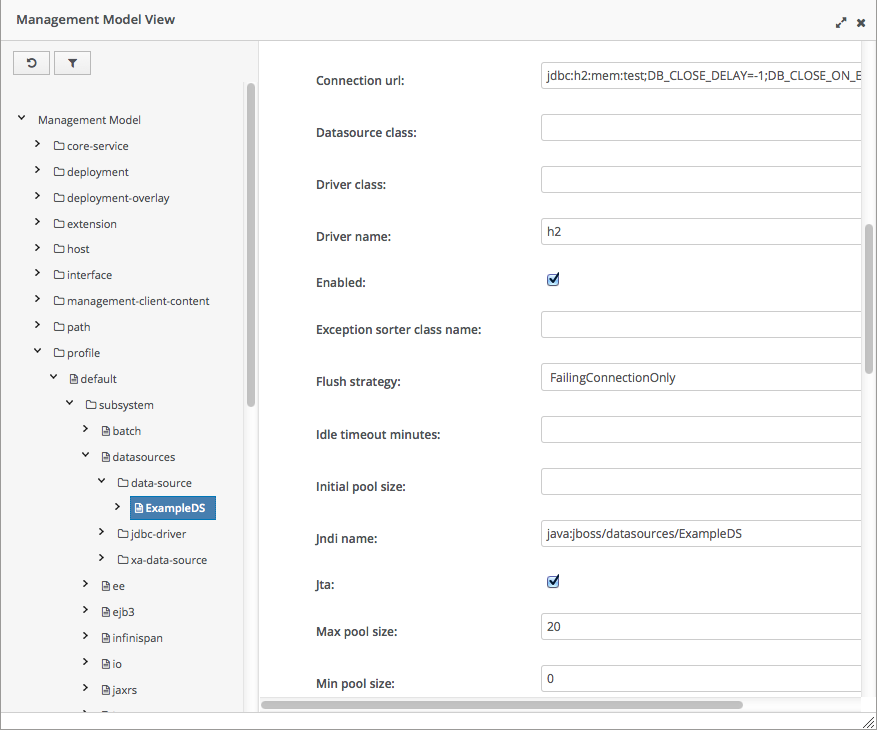 Management Model View
Management Model
core-service
deployment
deployment-overlay
extension
host
interface
management-client-content
path
profile
default
subsystem
batch
datasources
data-source
ExampleDS
jdbc-driver
xa-data-source
ee
ejb3
infinispan
io
jaxrs
Connection url: jdbc:h2:mem:test;DB_CLOSE_DELAY=-1;DB_CLOSE_ON_E
Datasource class:
Driver class:
Driver name: h2
Enabled:
Exception sorter class name:
Flush strategy: FailingConnectionOnly
Idle timeout minutes:
Initial pool size:
Jndi name: java:jboss/datasources/ExampleDS
Jta:
Max pool size: 20
Min pool size: 0